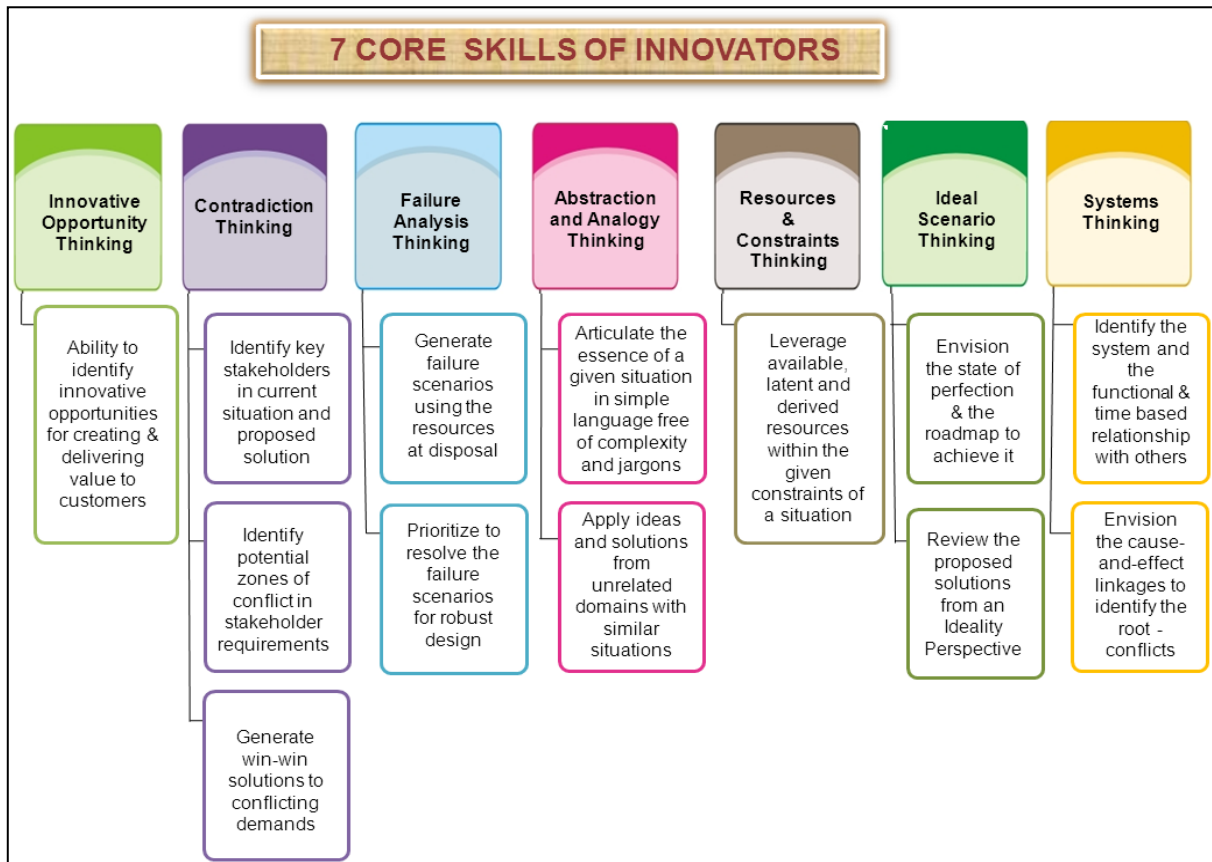 7 CORE SKILLS OF INNOVATORS
Innovative
Opportunity
Thinking
Ability to
identify
innovative
opportunities
for creating &
delivering
value to
customers
Contradiction
Thinking
Identify key
stakeholders
in current
situation and
proposed
solution
Identify
potential
zones of
conflict in
stakeholder
requirements
Generate
win-win
solutions to
conflicting
demands
Failure
Analysis
Thinking
Generate
failure
scenarios
using the
resources
at disposal
Prioritize to
resolve the
failure
scenarios
for robust
design
Abstraction
and Analogy
Thinking
Articulate the
essence of a
given situation
in simple
language free
of complexity
and jargons
Apply ideas
and solutions
from
unrelated
domains with
similar
situations
Resources
&
Constraints
Thinking
Leverage
available,
latent and
derived
resources
within the
given
constraints of
a situation
Ideal
Scenario
Thinking
Envision
the state of
perfection
& the
roadmap to
achieve it
Review the
proposed
solutions
from an
Ideality
Perspective
Systems
Thinking
Identify the
system and
the
functional &
time based
relationship
with others
Envision
the cause-
and-effect
linkages to
identify the
root -
conflicts